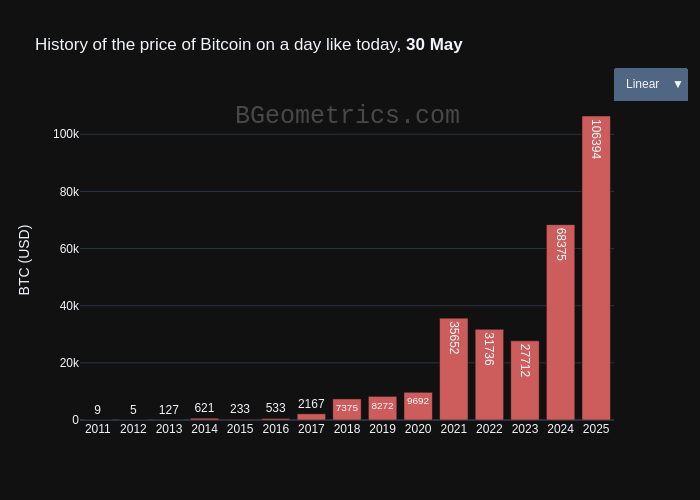 History of the price of Bitcoin on a day like today, 30 May
Linear ▼
BGeometrics.com
BTC (USD)
100k
80k
60k
40k
20k
0
9
5
127
621
233
533
2167
7375
8272
9692
35652
31736
27712
68375
106394
2011 2012 2013 2014 2015 2016 2017 2018 2019 2020 2021 2022 2023 2024 2025